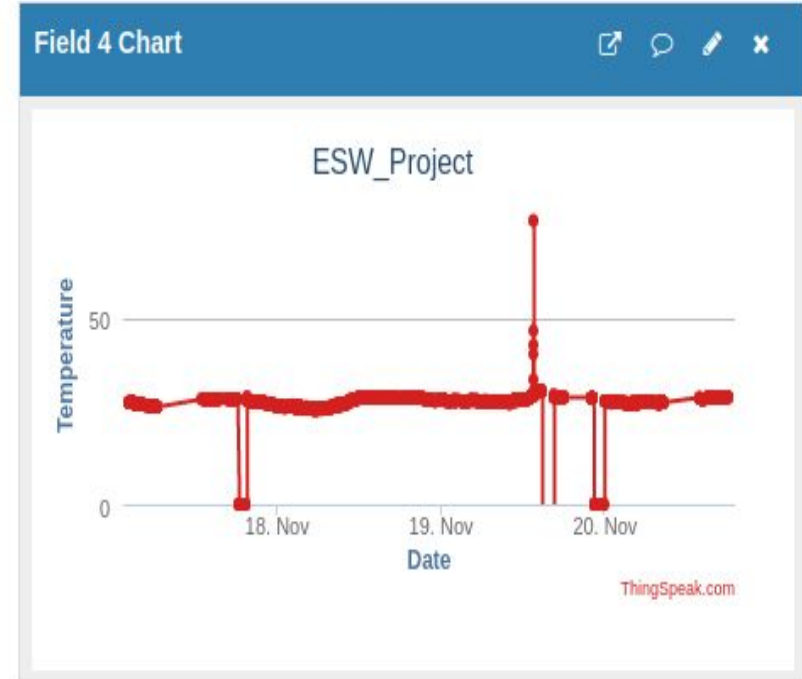 Field 4 Chart
ESW_Project
Temperature
50
0
18. Nov
19. Nov
20. Nov
Date
ThingSpeak.com